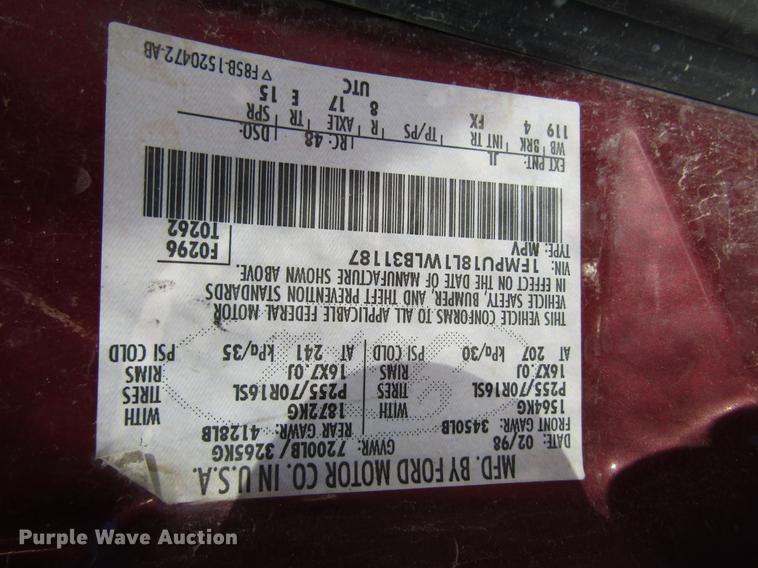 MFD. BY FORD MOTOR CO. IN U.S.A.
DATE: 02/98 GVWR: 7200LB/3265KG
FRONT GAWR: 3450LB REAR GAWR: 4128LB
1564KG WITH 1872KG WITH
P255/70R16SL TIRES P255/70R16SL TIRES
16X7.0J RIMS 16X7.0J RIMS
AT 207 kPa/30 PSI COLD AT 241 kPa/35 PSI COLD
THIS VEHICLE CONFORMS TO ALL APPLICABLE FEDERAL MOTOR
VEHICLE SAFETY, BUMPER, AND THEFT PREVENTION STANDARDS
IN EFFECT ON THE DATE OF MANUFACTURE SHOWN ABOVE.
VIN: 1FMPU18L1WLB31187 F0296
TYPE: MPV T0262
EXT PNT: JL RC: 48 DSO:
WB BRK INT TR TP/PS R AXLE TR SPR
119 4 FX 8 17 E 15
UTC
▽ F85B-1520472-AB
Purple Wave Auction